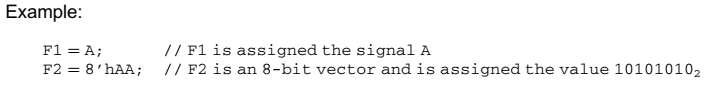 Example:
F1 = A; // F1 is assigned the signal A
F2 = 8'hAA; // F2 is an 8-bit vector and is assigned the value 10101010₂